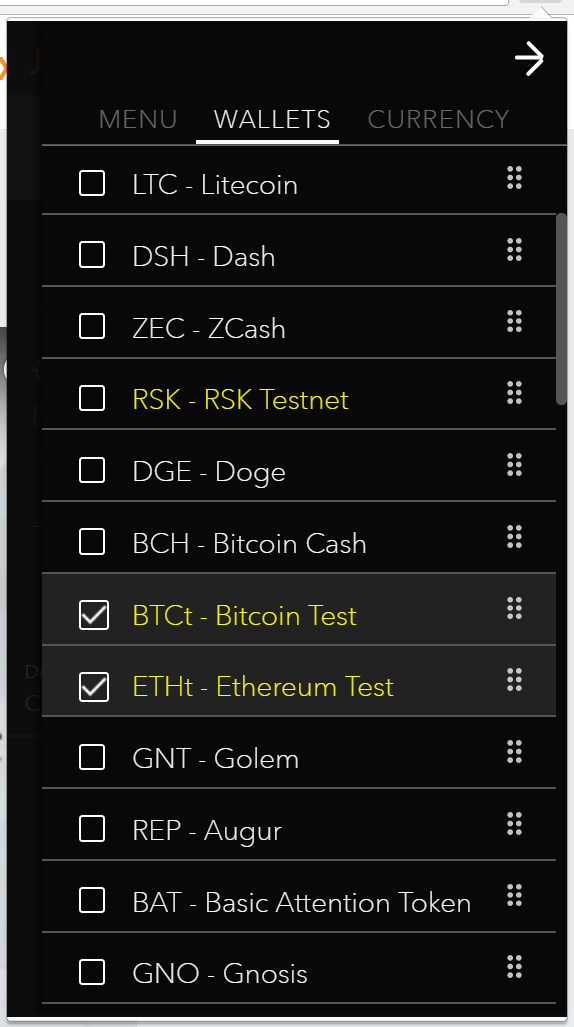 MENU WALLETS CURRENCY
LTC - Litecoin
DSH - Dash
ZEC - ZCash
RSK - RSK Testnet
DGE - Doge
BCH - Bitcoin Cash
BTCt - Bitcoin Test
ETHt - Ethereum Test
GNT - Golem
REP - Augur
BAT - Basic Attention Token
GNO - Gnosis